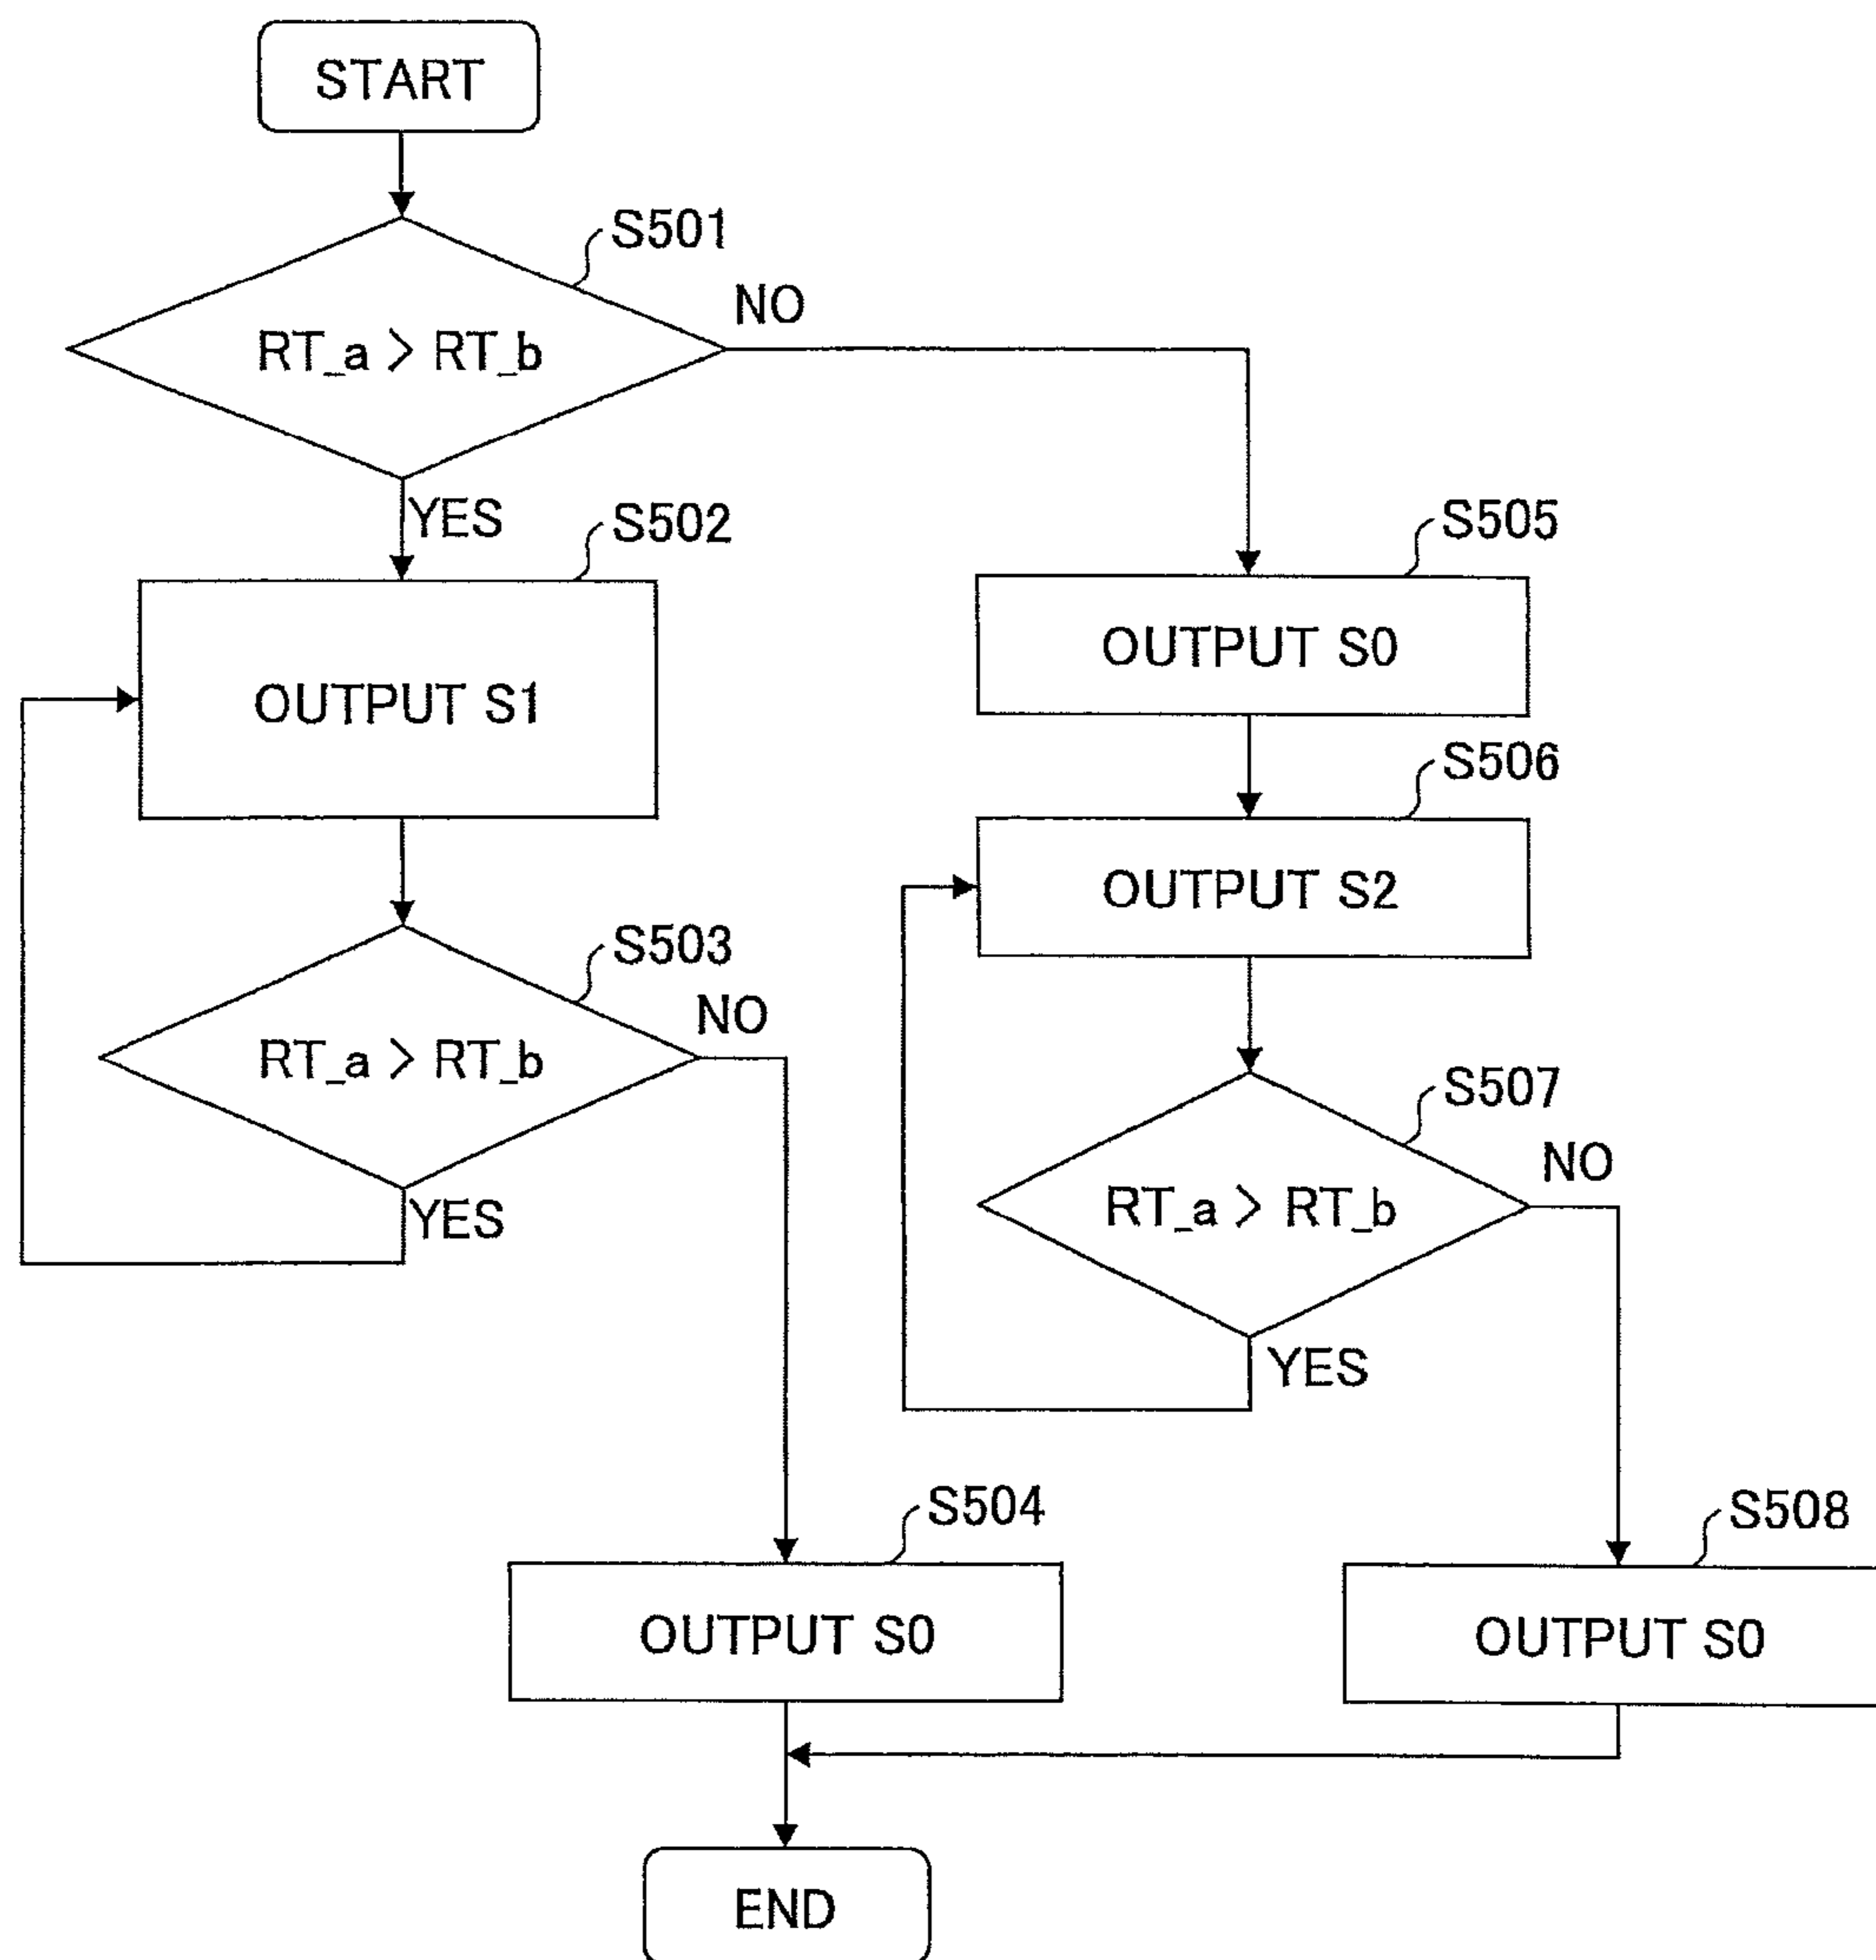 START
S501
RT_a > RT_b
NO
YES
S502
OUTPUT S1
S503
RT_a > RT_b
NO
YES
S505
OUTPUT S0
S506
OUTPUT S2
S507
RT_a > RT_b
NO
YES
S504
OUTPUT S0
S508
OUTPUT S0
END